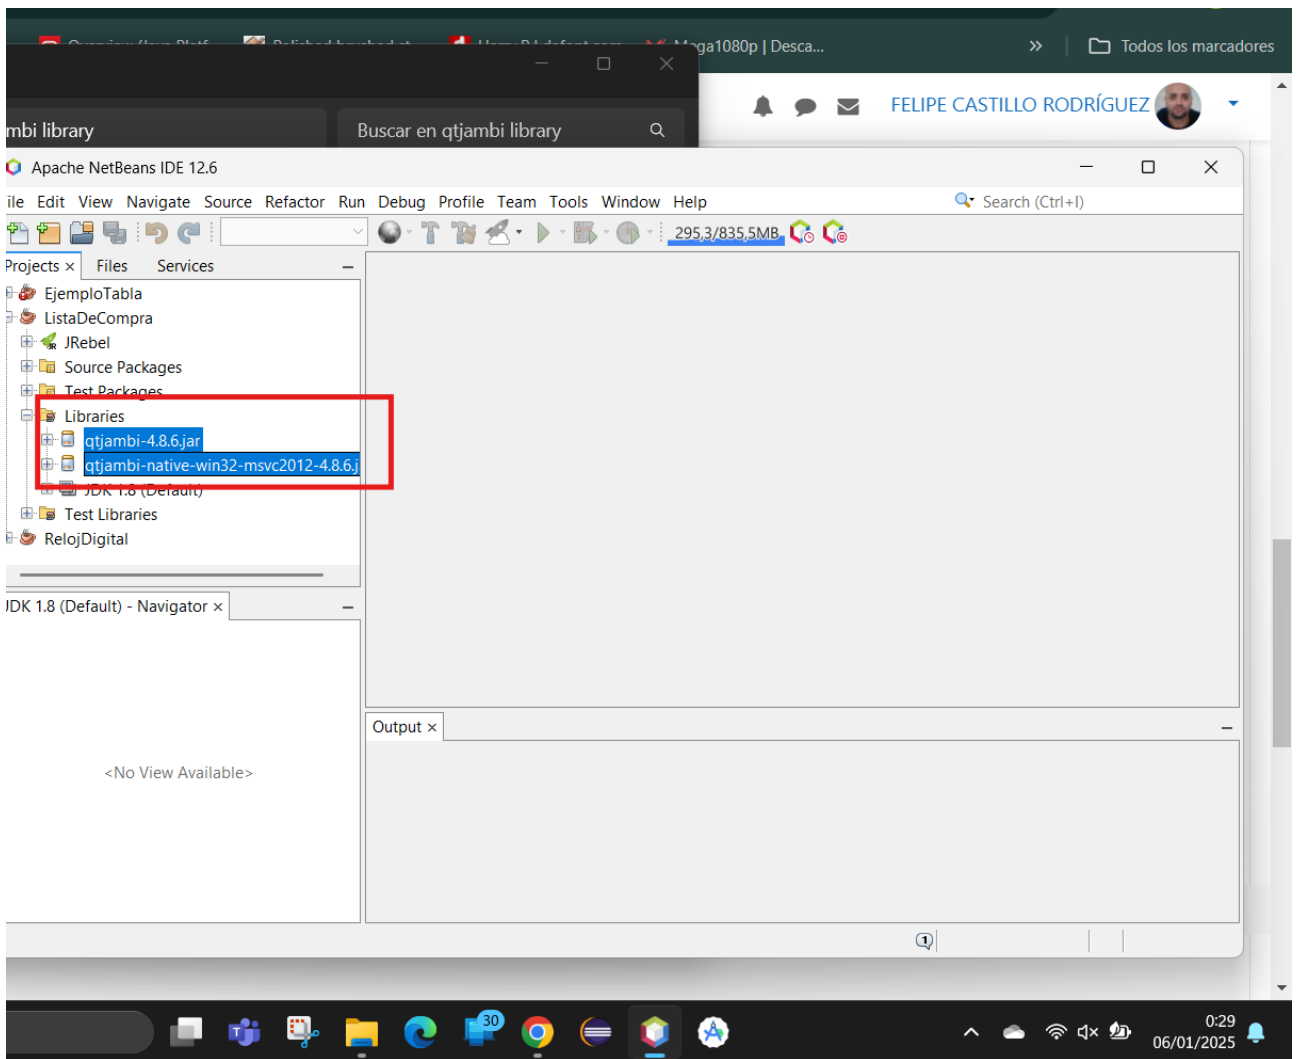 ga1080p | Desca...
»
Todos los marcadores
mbi library
Buscar en qtjambi library
FELIPE CASTILLO RODRÍGUEZ
Apache NetBeans IDE 12.6
ile Edit View Navigate Source Refactor Run Debug Profile Team Tools Window Help
Search (Ctrl+I)
295,3/835,5MB
Projects × Files Services
EjemploTabla
ListaDeCompra
JRebel
Source Packages
Test Packages
Libraries
qtjambi-4.8.6.jar
qtjambi-native-win32-msvc2012-4.8.6.j
JDK 1.8 (Default)
Test Libraries
RelojDigital
JDK 1.8 (Default) - Navigator ×
<No View Available>
Output ×
1
30
0:29
06/01/2025